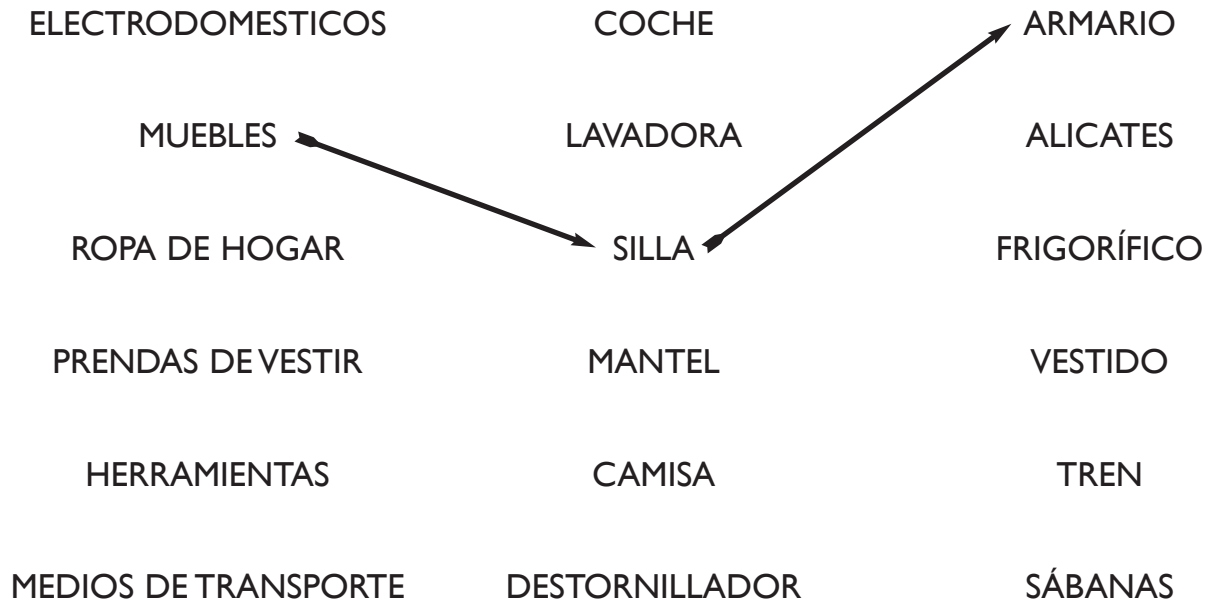 ELECTRODOMESTICOS COCHE ARMARIO
MUEBLES LAVADORA ALICATES
ROPA DE HOGAR SILLA FRIGORÍFICO
PRENDAS DE VESTIR MANTEL VESTIDO
HERRAMIENTAS CAMISA TREN
MEDIOS DE TRANSPORTE DESTORNILLADOR SÁBANAS